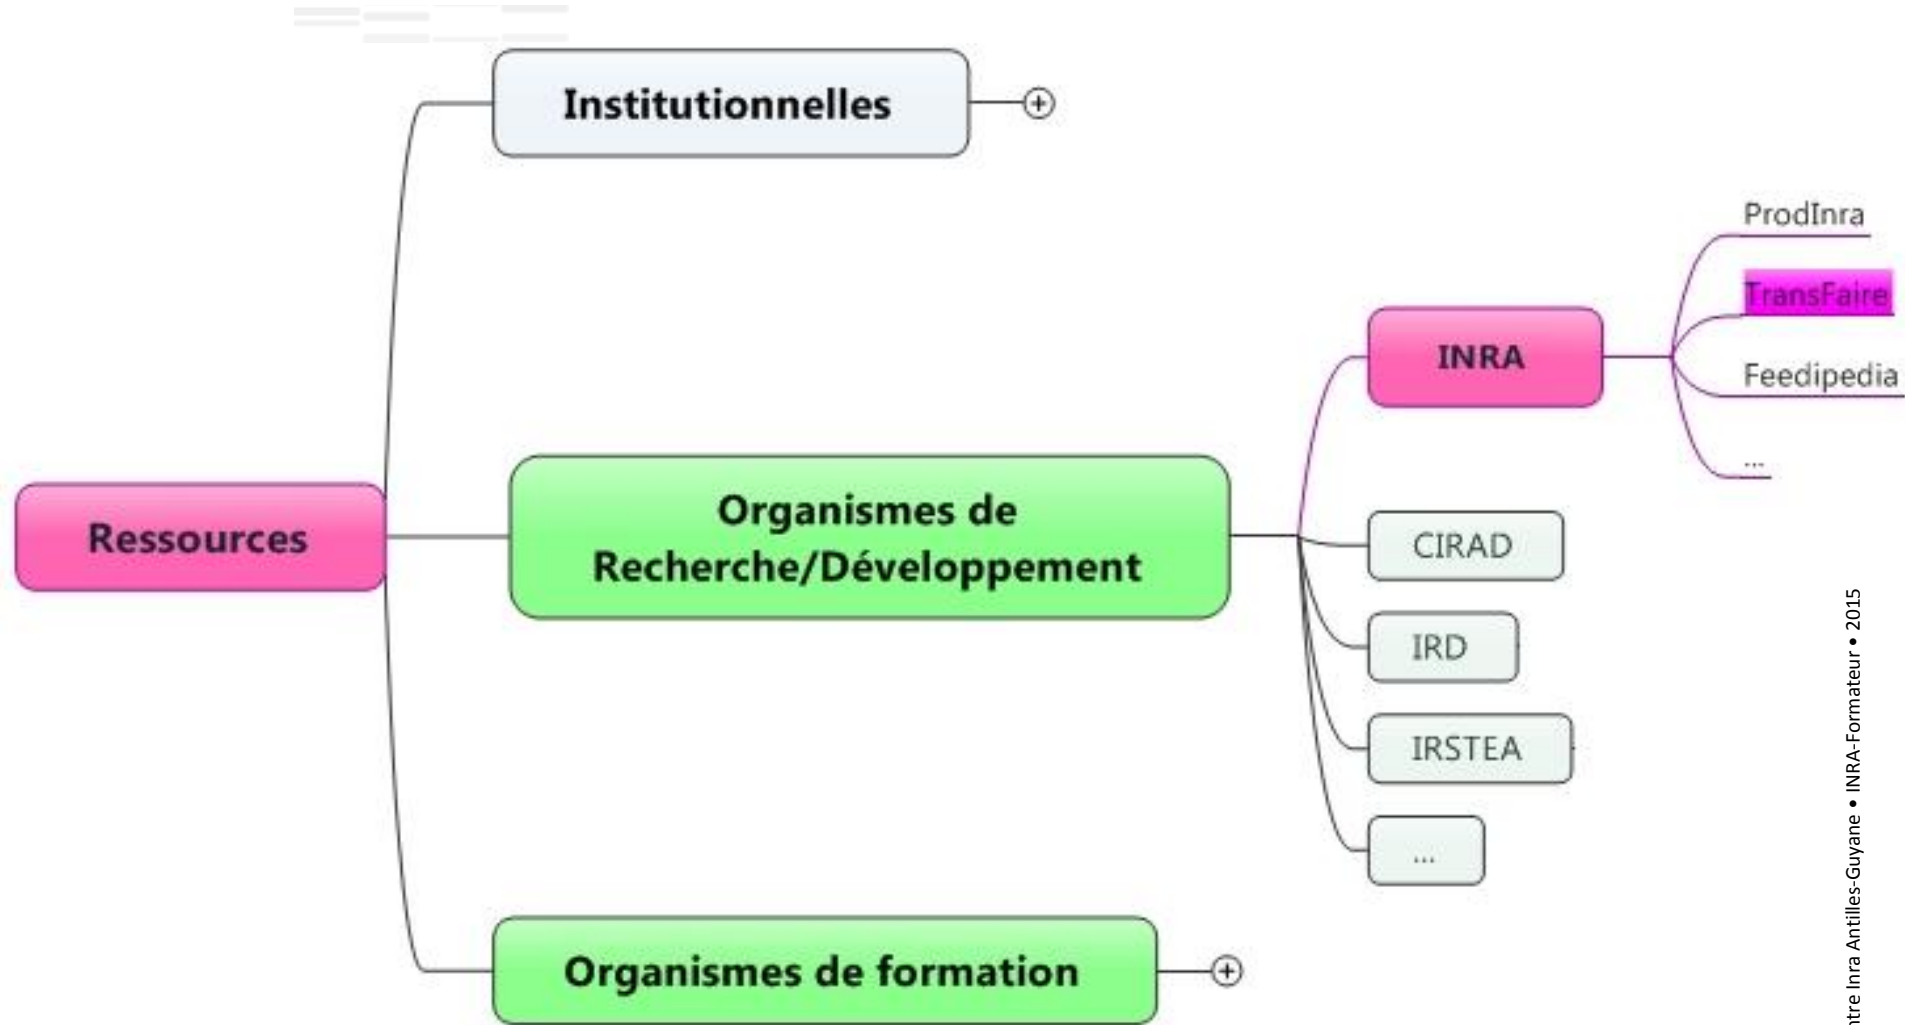 Institutionnelles
ProdInra
TransFaire
INRA
Feedipedia
...
Organismes de
Recherche/Développement
Ressources
CIRAD
IRD
IRSTEA
...
Organismes de formation
Inra Antilles-Guyane • INRA-Formateur • 2015